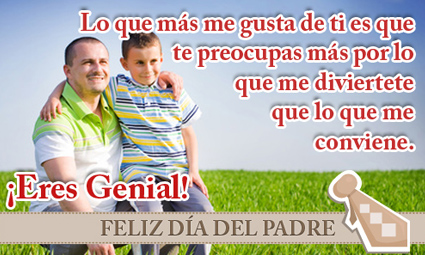 Lo que más me gusta de ti es que
te preocupas más por lo
que me diviertete
que lo que me
conviene.
¡Eres Genial!
FELIZ DÍA DEL PADRE